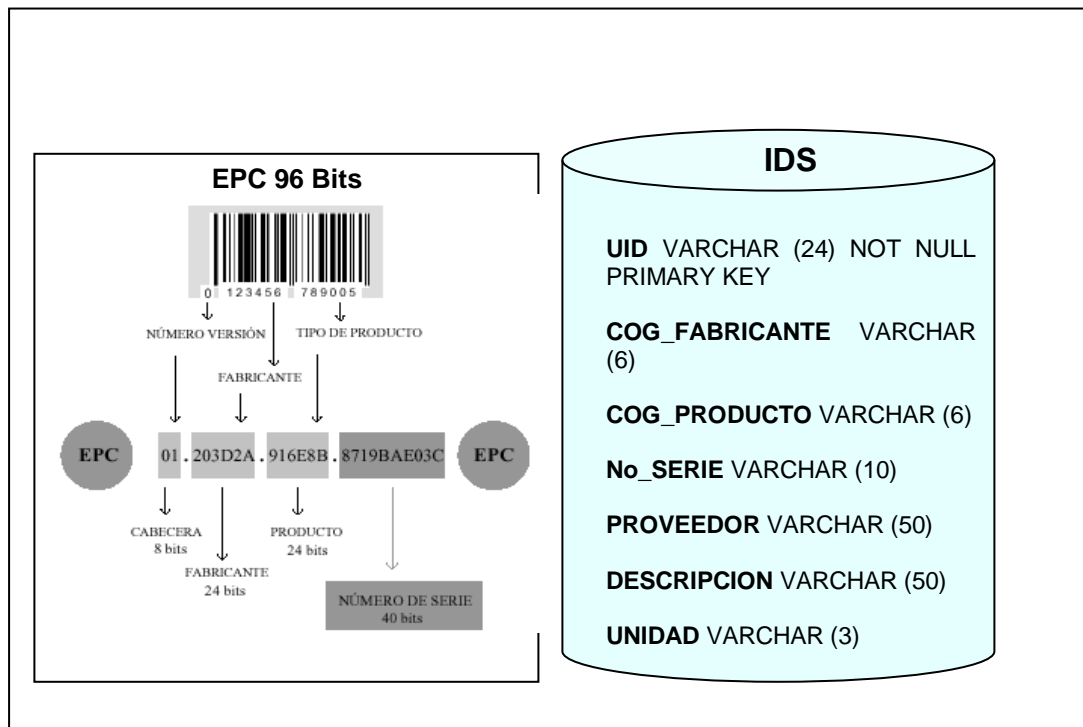 EPC 96 Bits
0 123456 789005
NÚMERO VERSIÓN
TIPO DE PRODUCTO
FABRICANTE
EPC
01.203D2A.916E8B.8719BAE03C
EPC
CABECERA
8 bits
PRODUCTO
24 bits
FABRICANTE
24 bits
NÚMERO DE SERIE
40 bits
IDS
UID VARCHAR (24) NOT NULL
PRIMARY KEY
COG_FABRICANTE VARCHAR
(6)
COG_PRODUCTO VARCHAR (6)
No_SERIE VARCHAR (10)
PROVEEDOR VARCHAR (50)
DESCRIPCION VARCHAR (50)
UNIDAD VARCHAR (3)